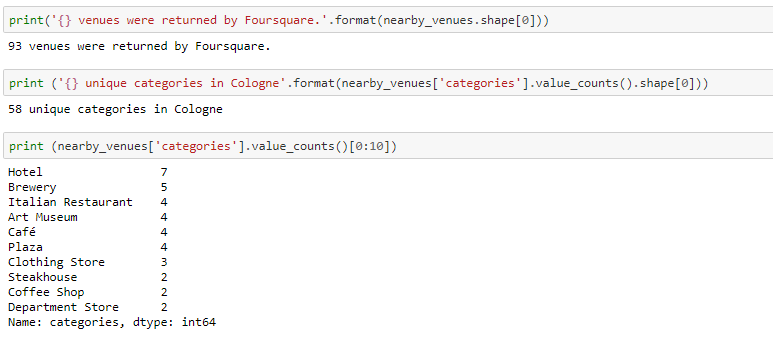 print('{} venues were returned by Foursquare.'.format(nearby_venues.shape[0]))
93 venues were returned by Foursquare.
print ('{} unique categories in Cologne'.format(nearby_venues['categories'].value_counts().shape[0]))
58 unique categories in Cologne
print (nearby_venues['categories'].value_counts()[0:10])
Hotel                 7
Brewery               5
Italian Restaurant    4
Art Museum            4
Café                  4
Plaza                 4
Clothing Store        3
Steakhouse            2
Coffee Shop           2
Department Store      2
Name: categories, dtype: int64